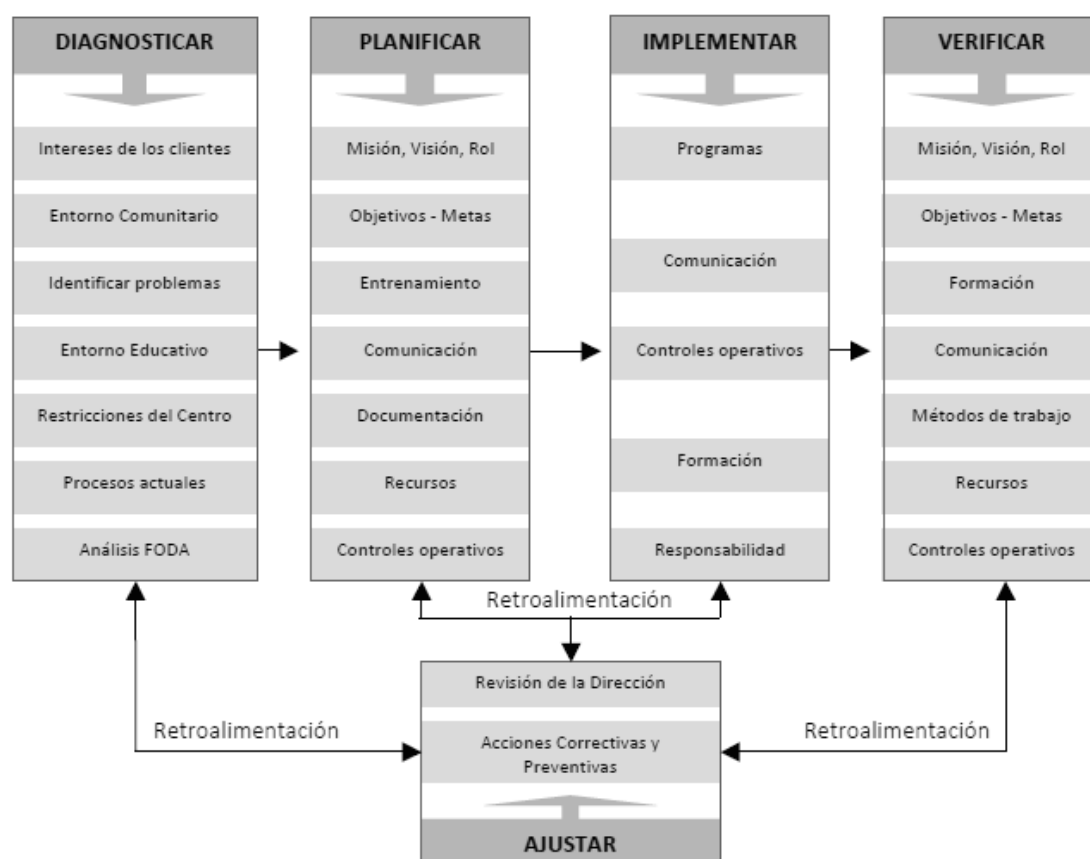 DIAGNOSTICAR
Intereses de los clientes
Entorno Comunitario
Identificar problemas
Entorno Educativo
Restricciones del Centro
Procesos actuales
Análisis FODA
PLANIFICAR
Misión, Visión, Rol
Objetivos - Metas
Entrenamiento
Comunicación
Documentación
Recursos
Controles operativos
IMPLEMENTAR
Programas
Comunicación
Controles operativos
Formación
Responsabilidad
VERIFICAR
Misión, Visión, Rol
Objetivos - Metas
Formación
Comunicación
Métodos de trabajo
Recursos
Controles operativos
Retroalimentación
Retroalimentación
Retroalimentación
Revisión de la Dirección
Acciones Correctivas y
Preventivas
AJUSTAR